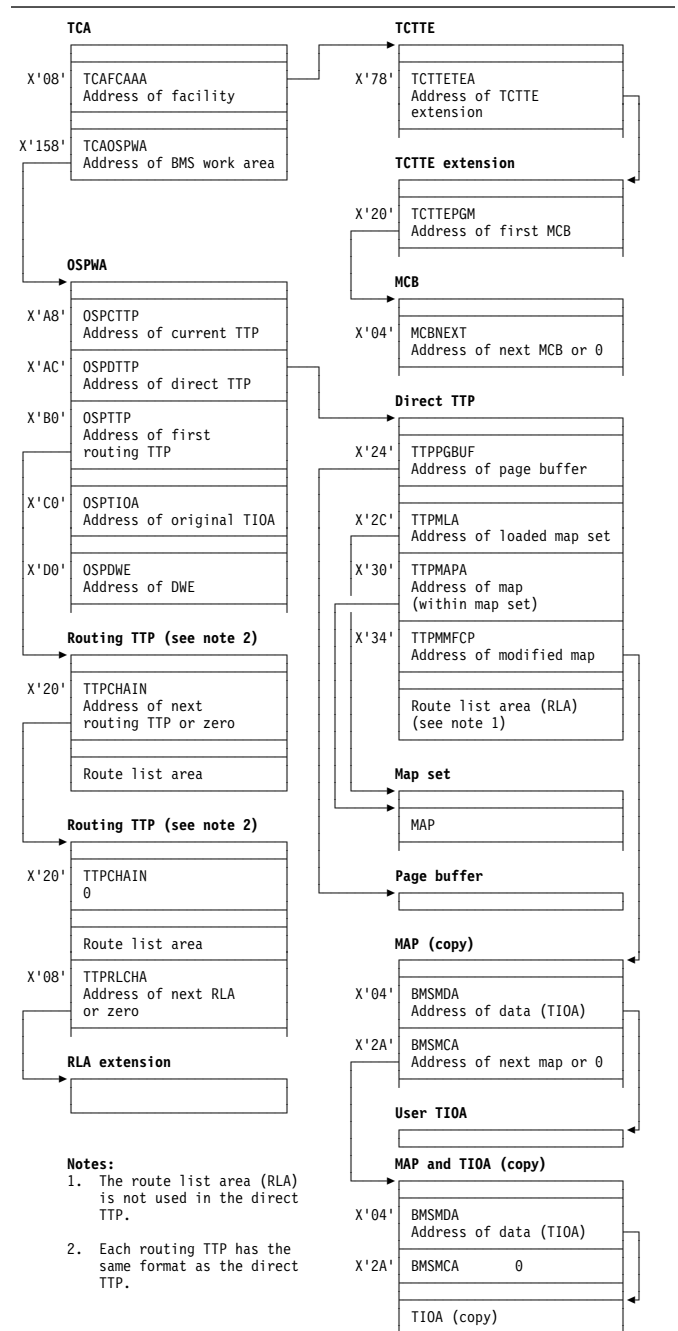 TCA
X'08' TCAFCAAA
Address of facility
X'158' TCAOSPWA
Address of BMS work area
OSPWA
X'A8' OSPCTTP
Address of current TTP
X'AC' OSPDTTP
Address of direct TTP
X'B0' OSPTTP
Address of first
routing TTP
X'C0' OSPTIOA
Address of original TIOA
X'D0' OSPDWE
Address of DWE
Routing TTP (see note 2)
X'20' TTPCHAIN
Address of next
routing TTP or zero
Route list area
Routing TTP (see note 2)
X'20' TTPCHAIN
0
Route list area
X'08' TTPRLCHA
Address of next RLA
or zero
RLA extension
Notes:
1. The route list area (RLA)
is not used in the direct
TTP.
2. Each routing TTP has the
same format as the direct
TTP.
TCTTE
X'78' TCTTETEA
Address of TCTTE
extension
TCTTE extension
X'20' TCTTEPGM
Address of first MCB
MCB
X'04' MCBNEXT
Address of next MCB or 0
Direct TTP
X'24' TTPPGBUF
Address of page buffer
X'2C' TTPMLA
Address of loaded map set
X'30' TTPMAPA
Address of map
(within map set)
X'34' TTPMMFCP
Address of modified map
Route list area (RLA)
(see note 1)
Map set
MAP
Page buffer
MAP (copy)
X'04' BMSMDA
Address of data (TIOA)
X'2A' BMSMCA
Address of next map or 0
User TIOA
MAP and TIOA (copy)
X'04' BMSMDA
Address of data (TIOA)
X'2A' BMSMCA 0
TIOA (copy)